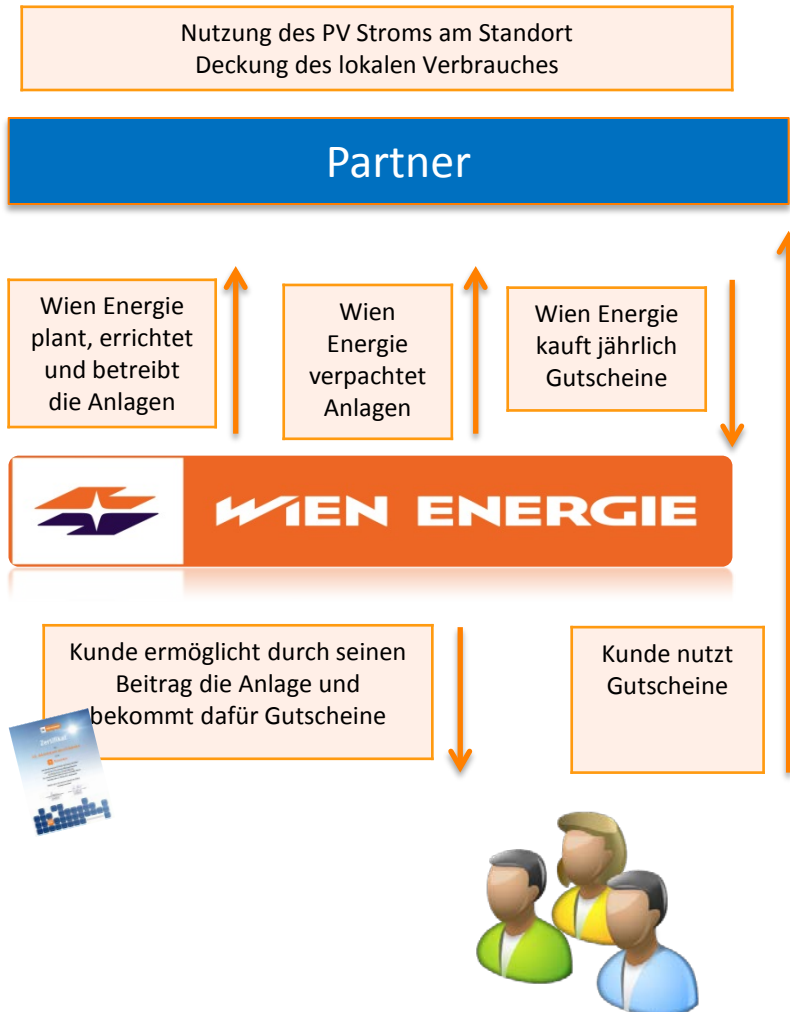 Nutzung des PV Stroms am Standort
Deckung des lokalen Verbrauches
Partner
Wien Energie
plant, errichtet
und betreibt
die Anlagen
Wien
Energie
verpachtet
Anlagen
Wien Energie
kauft jährlich
Gutscheine
WIEN ENERGIE
Kunde ermöglicht durch seinen
Beitrag die Anlage und
bekommt dafür Gutscheine
Kunde nutzt
Gutscheine
Zertifikat